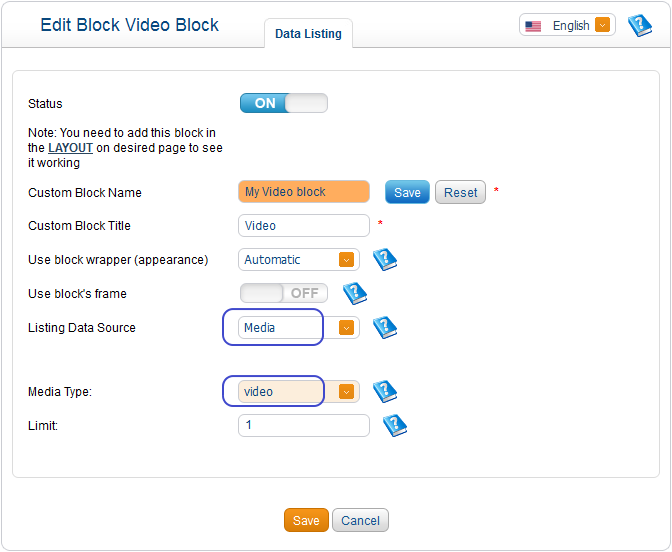 Edit Block Video Block
Data Listing
English
Status
ON
Note: You need to add this block in
the LAYOUT on desired page to see
it working
Custom Block Name My Video block Save Reset *
Custom Block Title Video *
Use block wrapper (appearance) Automatic ?
Use block's frame OFF ?
Listing Data Source Media ?
Media Type: video ?
Limit: 1 ?
Save Cancel